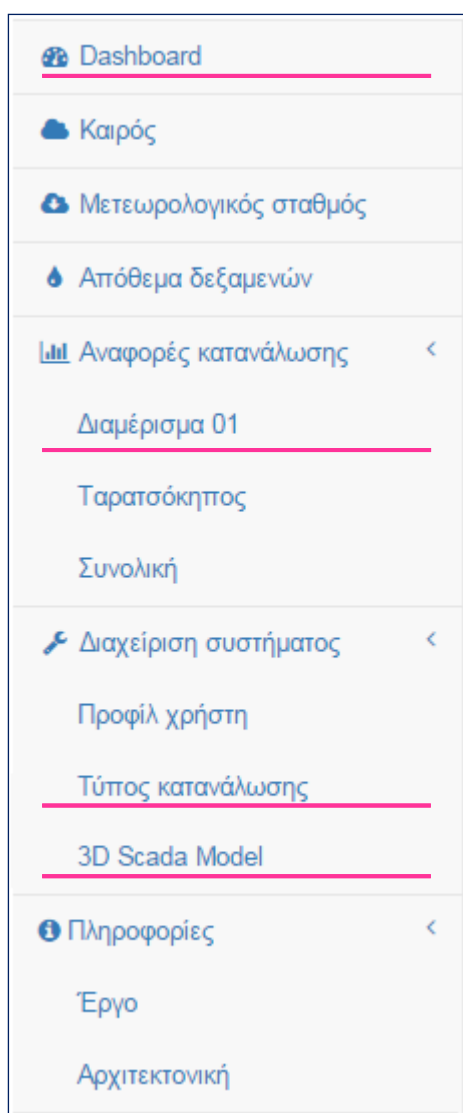 Dashboard
Καιρός
Μετεωρολογικός σταθμός
Απόθεμα δεξαμενών
Αναφορές κατανάλωσης
Διαμέρισμα 01
Ταρατσόκηπος
Συνολική
Διαχείριση συστήματος
Προφίλ χρήστη
Τύπος κατανάλωσης
3D Scada Model
Πληροφορίες
Έργο
Αρχιτεκτονική